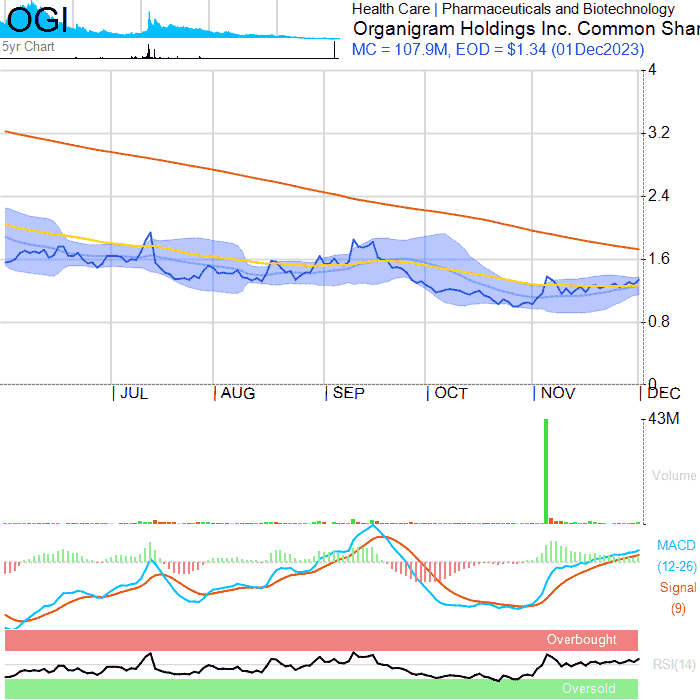 OGI
5yr Chart
Health Care | Pharmaceuticals and Biotechnology
Organigram Holdings Inc. Common Shar
MC = 107.9M, EOD = $1.34 (01Dec2023)
4
3.2
2.4
1.6
0.8
0
JUL AUG SEP OCT NOV DEC
43M
Volume
MACD
(12-26)
Signal
(9)
Overbought
RSI(14)
Oversold